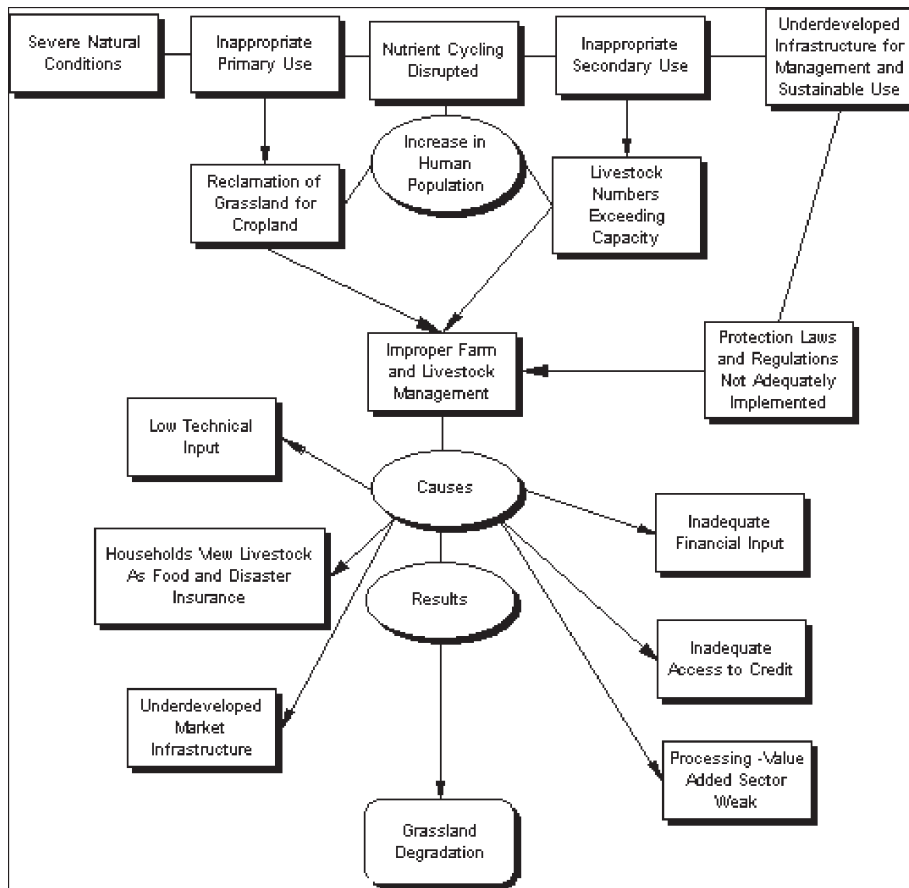 Severe Natural
Conditions
Inappropriate
Primary Use
Nutrient Cycling
Disrupted
Inappropriate
Secondary Use
Underdeveloped
Infrastructure for
Management and
Sustainable Use
Increase in
Human
Population
Reclamation of
Grassland for
Cropland
Livestock
Numbers
Exceeding
Capacity
Improper Farm
and Livestock
Management
Protection Laws
and Regulations
Not Adequately
Implemented
Low Technical
Input
Causes
Inadequate
Financial Input
Households View Livestock
As Food and Disaster
Insurance
Results
Inadequate
Access to Credit
Underdeveloped
Market
Infrastructure
Processing -Value
Added Sector
Weak
Grassland
Degradation